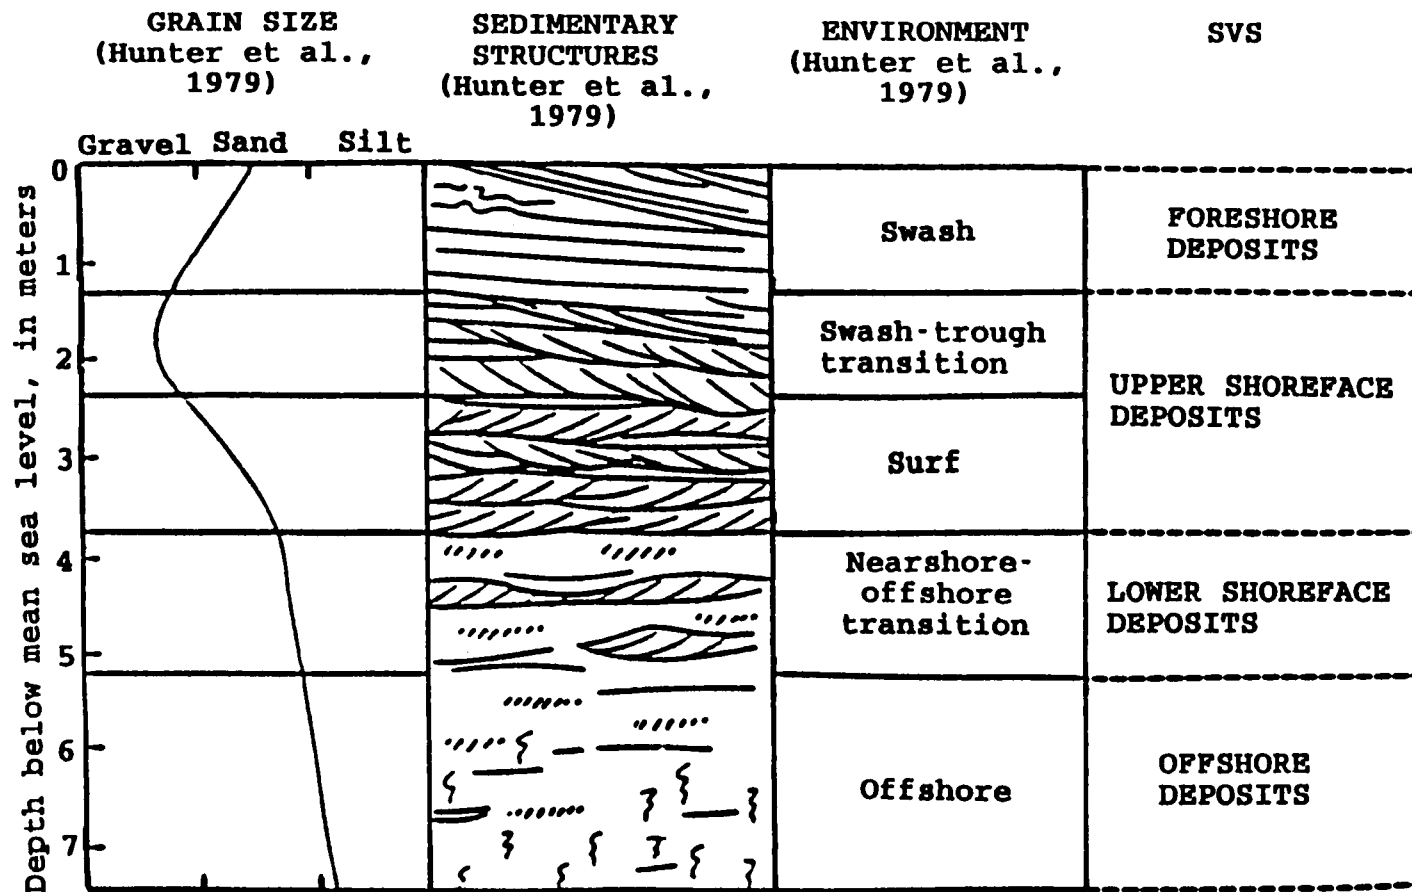 GRAIN SIZE
(Hunter et al.,
1979)
SEDIMENTARY
STRUCTURES
(Hunter et al.,
1979)
ENVIRONMENT
(Hunter et al.,
1979)
SVS
Gravel Sand Silt
Depth below mean sea level, in meters
0
1
2
3
4
5
6
7
Swash
Swash-trough
transition
Surf
Nearshore-
offshore
transition
Offshore
FORESHORE
DEPOSITS
UPPER SHOREFACE
DEPOSITS
LOWER SHOREFACE
DEPOSITS
OFFSHORE
DEPOSITS